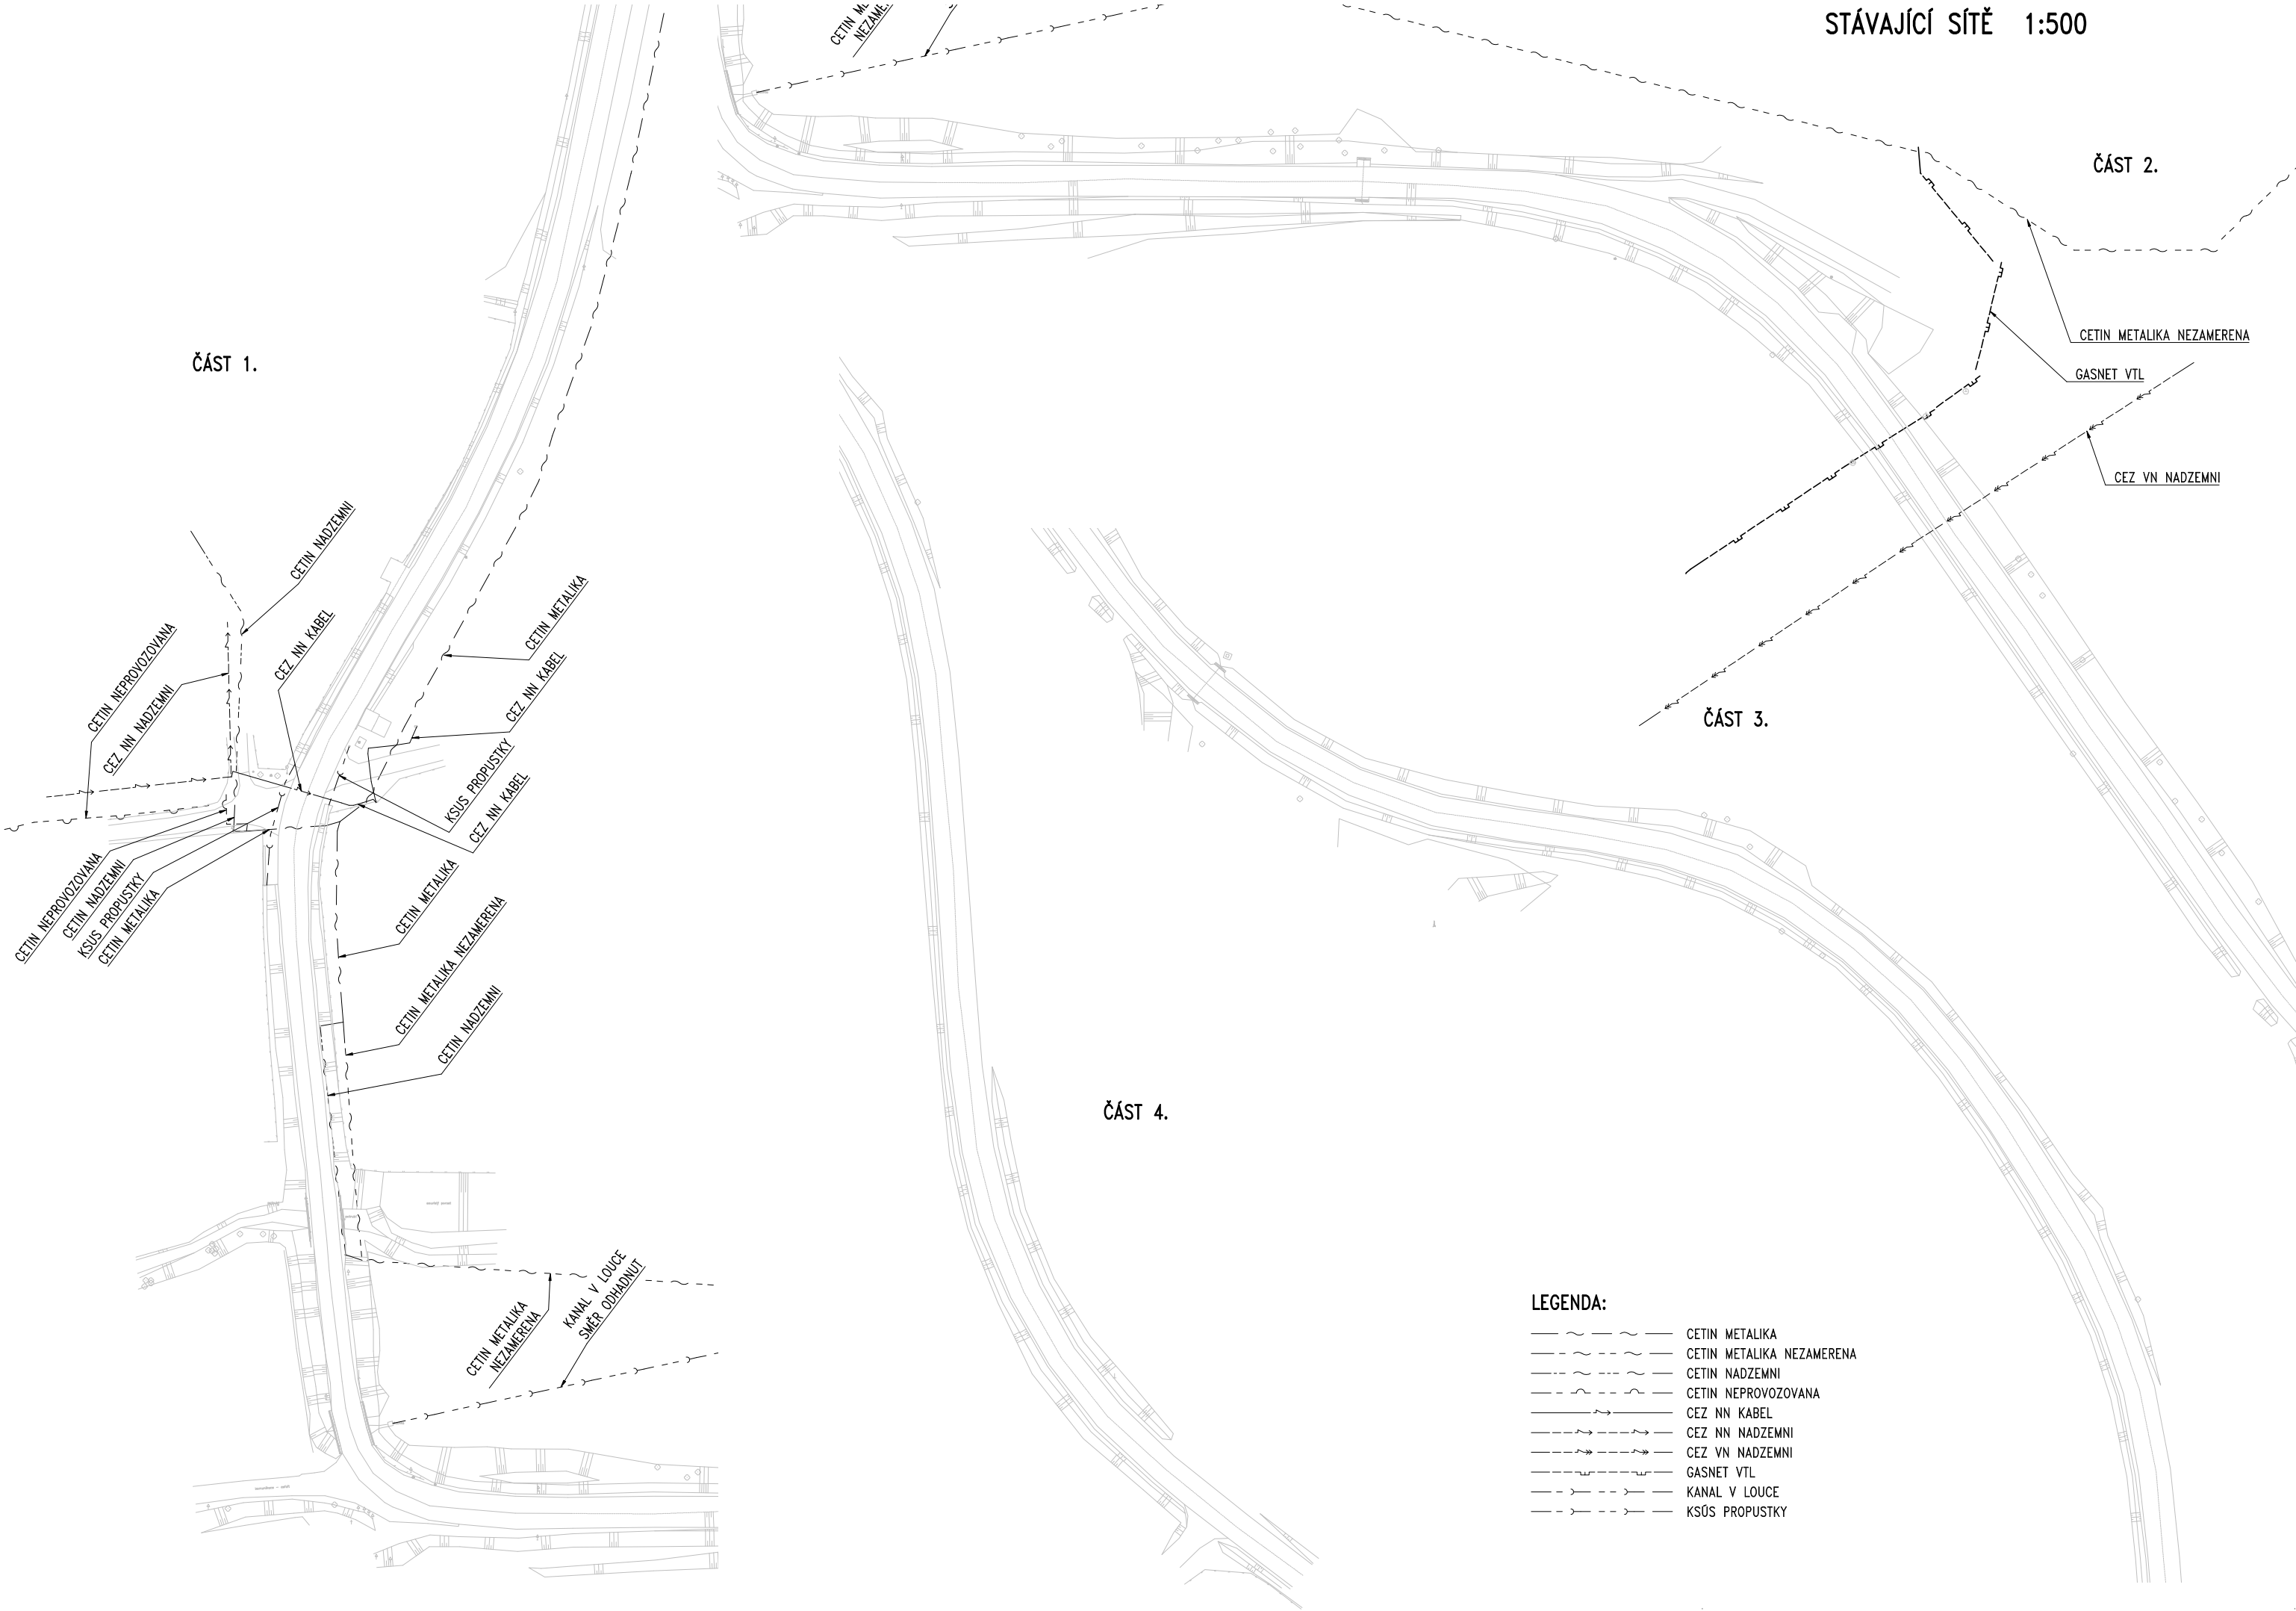 STÁVAJÍCÍ SÍTĚ 1:500
CETIN
ČÁST 2.
CETIN METALIKA NEZAMERENA
GASNET VTL
CEZ VN NADZEMNI
ČÁST 1.
CETIN NADZEMNI
CETIN NEPROVOZOVANA
CEZ NN NADZEMNI
CEZ NN KABEL
CETIN METALIKA
CEZ NN KABEL
KSUS PROPUSTKY
CEZ NN KABEL
CETIN NEPROVOZOVANA
CETIN NADZEMNI
KSUS PROPUSTKY
CETIN METALIKA
CETIN METALIKA
CETIN METALIKA NEZAMERENA
CETIN NADZEMNI
CETIN METALIKA
NEZAMERENA
KANAL V LOUCE
SMĚR ODHADNUT
ČÁST 3.
ČÁST 4.
LEGENDA:
CETIN METALIKA
CETIN METALIKA NEZAMERENA
CETIN NADZEMNI
CETIN NEPROVOZOVANA
CEZ NN KABEL
CEZ NN NADZEMNI
CEZ VN NADZEMNI
GASNET VTL
KANAL V LOUCE
KSÚS PROPUSTKY